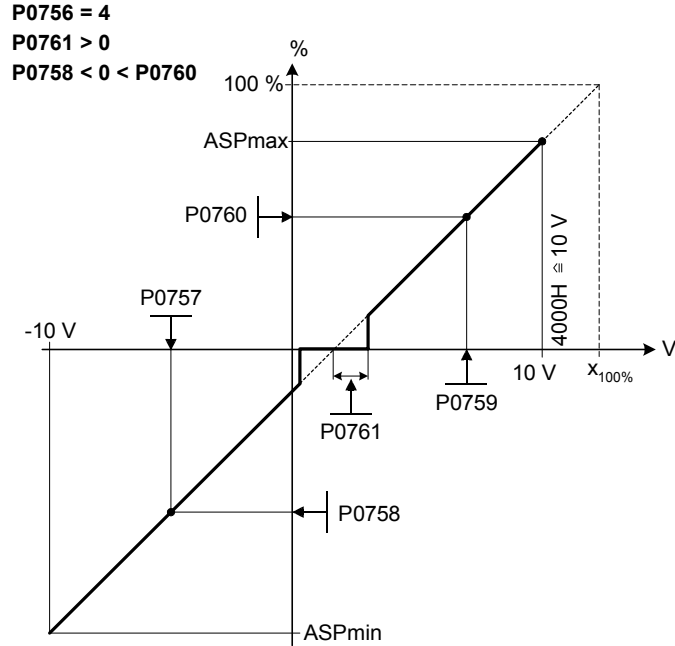 P0756 = 4
P0761 > 0
P0758 < 0 < P0760
%
100 %
ASPmax
P0760
4000H ≙ 10 V
P0757
-10 V
V
10 V
x100%
P0759
P0761
P0758
ASPmin